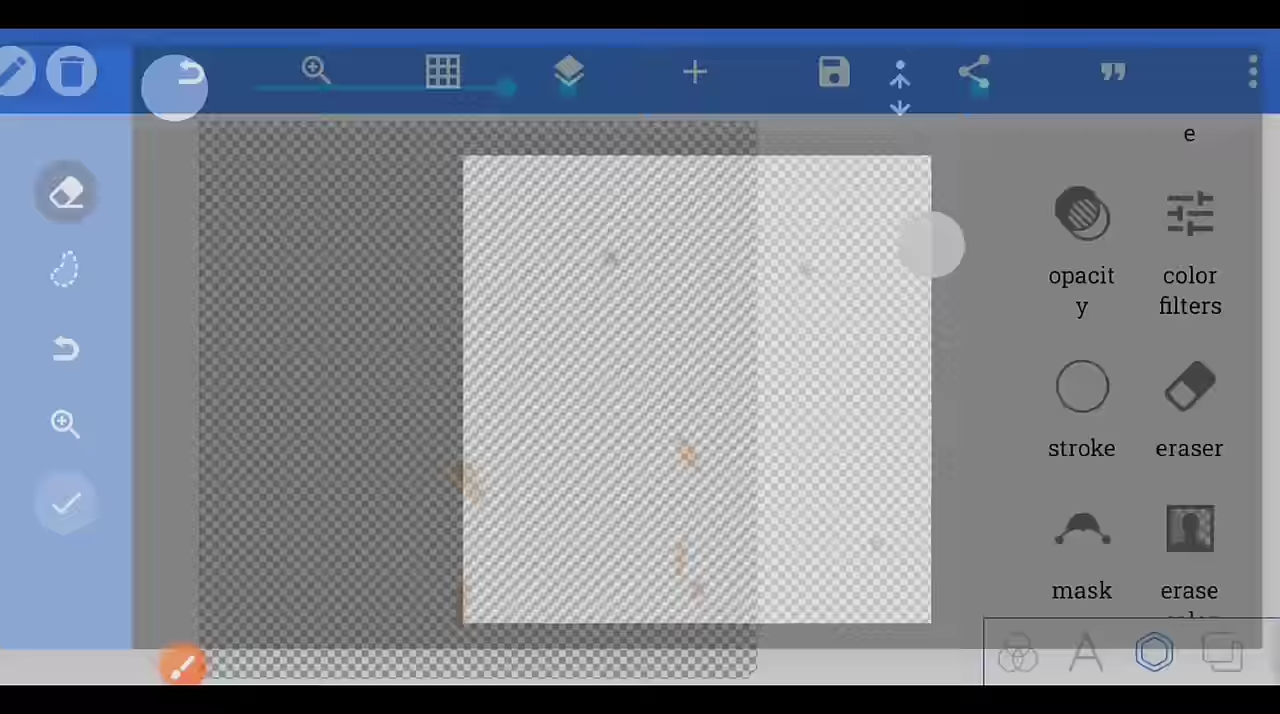 e
opacit
y
color
filters
stroke
eraser
mask
erase